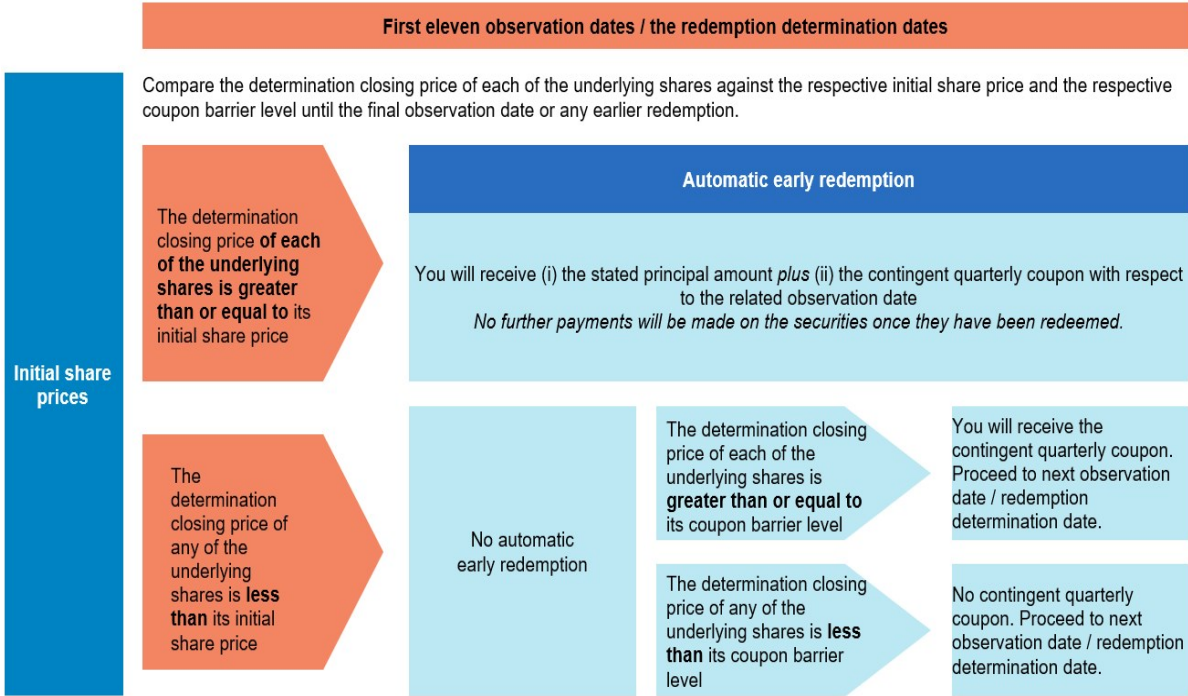 First eleven observation dates / the redemption determination dates
Compare the determination closing price of each of the underlying shares against the respective initial share price and the respective
coupon barrier level until the final observation date or any earlier redemption.
Initial share
prices
The determination
closing price of each
of the underlying
shares is greater
than or equal to its
initial share price
Automatic early redemption
You will receive (i) the stated principal amount plus (ii) the contingent quarterly coupon with respect
to the related observation date
No further payments will be made on the securities once they have been redeemed.
The
determination
closing price of
any of the
underlying
shares is less
than its initial
share price
No automatic
early redemption
The determination closing
price of each of the
underlying shares is
greater than or equal to
its coupon barrier level
You will receive the
contingent quarterly coupon.
Proceed to next observation
date / redemption
determination date.
The determination closing
price of any of the
underlying shares is less
than its coupon barrier
level
No contingent quarterly
coupon. Proceed to next
observation date / redemption
determination date.